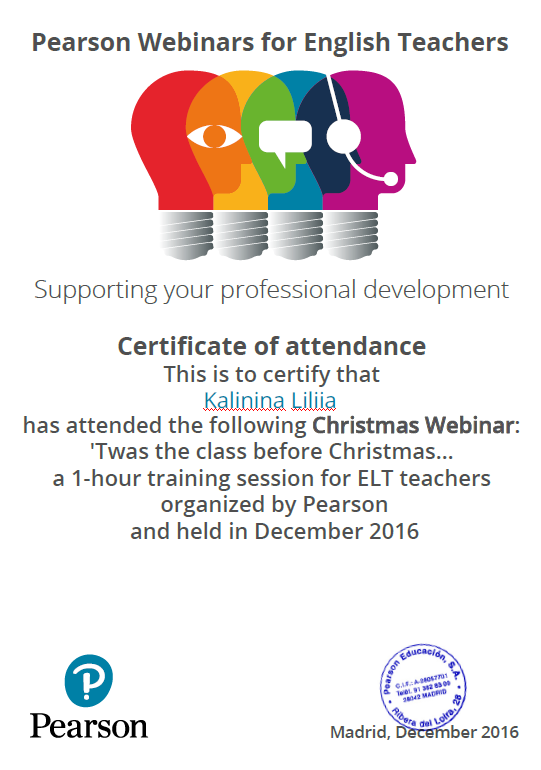 Pearson Webinars for English Teachers
Supporting your professional development
Certificate of attendance
This is to certify that
Kalinina Liliia
has attended the following Christmas Webinar:
'Twas the class before Christmas...
a 1-hour training session for ELT teachers
organized by Pearson
and held in December 2016
Pearson
Pearson Educación, S.A.
C.I.F.: A-28057701
Teléf. 91 382 83 00
28042 MADRID
Ribera del Loira, 28
Madrid, December 2016